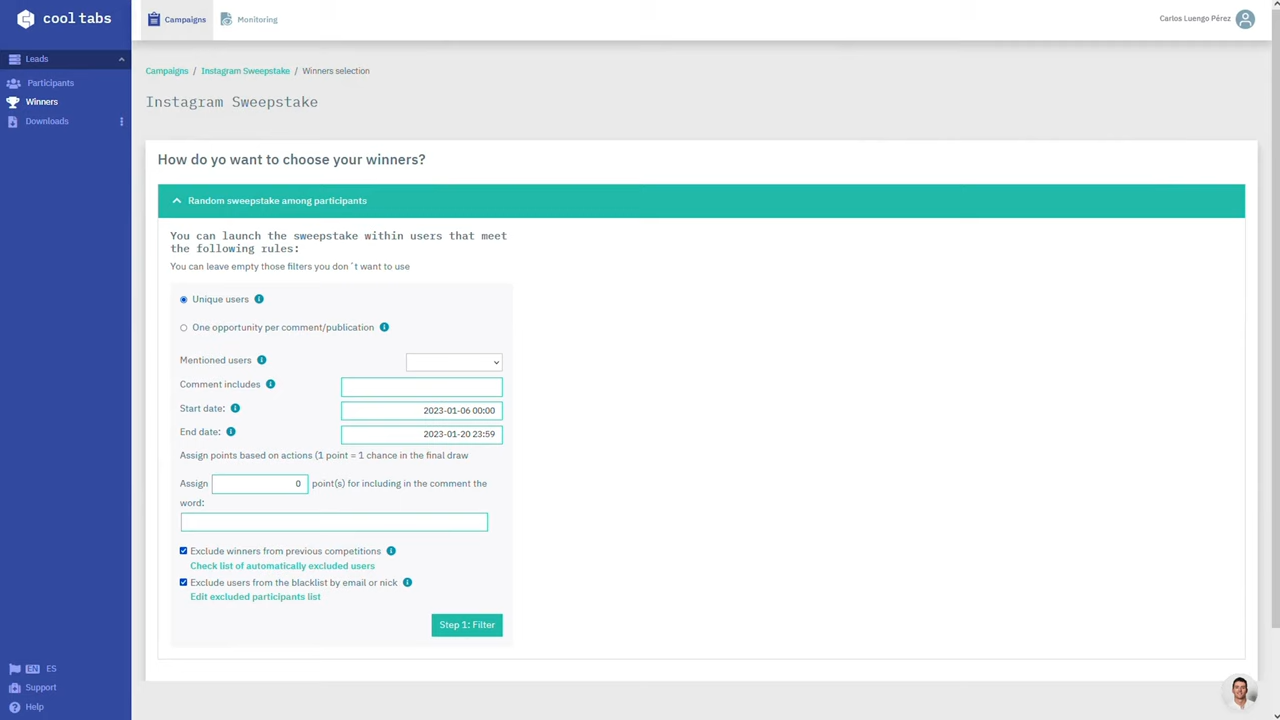 cool tabs
Campaigns
Monitoring
Carlos Luengo Pérez
Leads
Participants
Winners
Downloads
Campaigns / Instagram Sweepstake / Winners selection
Instagram Sweepstake
How do yo want to choose your winners?
Random sweepstake among participants
You can launch the sweepstake within users that meet
the following rules:
You can leave empty those filters you don´t want to use
Unique users
One opportunity per comment/publication
Mentioned users
Comment includes
Start date: 2023-01-06 00:00
End date: 2023-01-20 23:59
Assign points based on actions (1 point = 1 chance in the final draw
Assign 0 point(s) for including in the comment the
word:
Exclude winners from previous competitions
Check list of automatically excluded users
Exclude users from the blacklist by email or nick
Edit excluded participants list
Step 1: Filter
EN ES
Support
Help